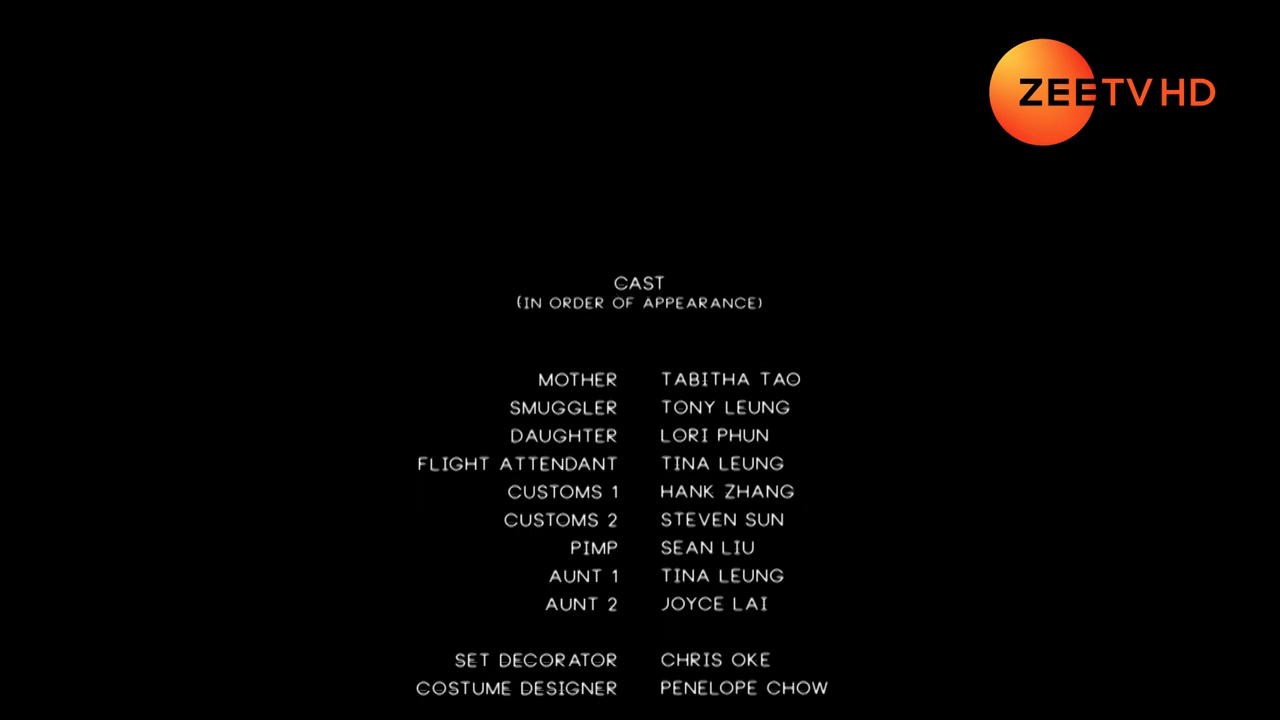 ZEE TV HD
CAST
(IN ORDER OF APPEARANCE)
MOTHER TABITHA TAO
SMUGGLER TONY LEUNG
DAUGHTER LORI PHUN
FLIGHT ATTENDANT TINA LEUNG
CUSTOMS 1 HANK ZHANG
CUSTOMS 2 STEVEN SUN
PIMP SEAN LIU
AUNT 1 TINA LEUNG
AUNT 2 JOYCE LAI
SET DECORATOR CHRIS OKE
COSTUME DESIGNER PENELOPE CHOW